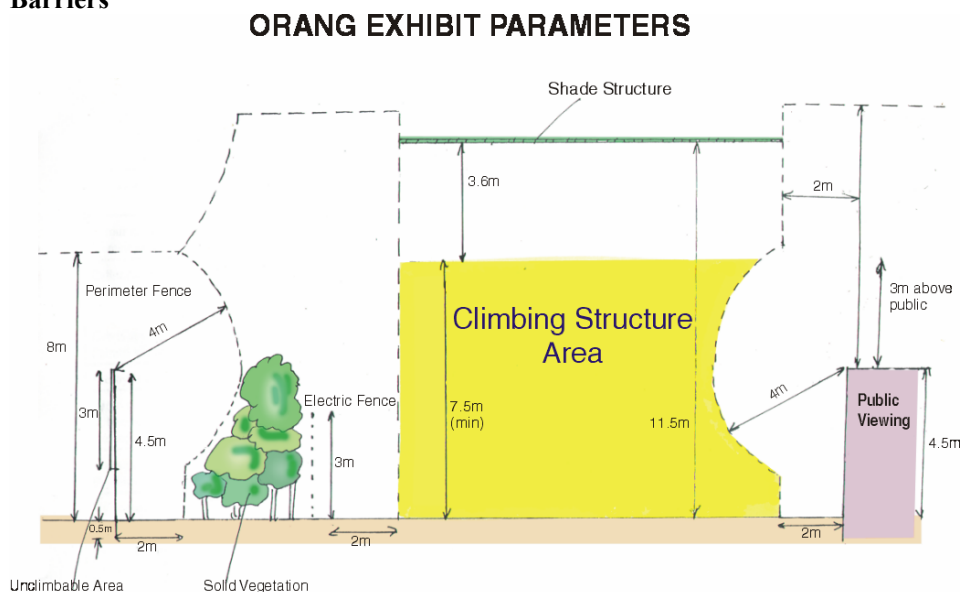 Barriers
ORANG EXHIBIT PARAMETERS
Shade Structure
3.6m
2m
Perimeter Fence
3m above
public
4m
8m
Climbing Structure
Area
3m
4.5m
Electric Fence
7.5m
(min)
11.5m
4m
Public
Viewing
4.5m
3m
0.5m
2m
2m
2m
Unclimbable Area
Solid Vegetation